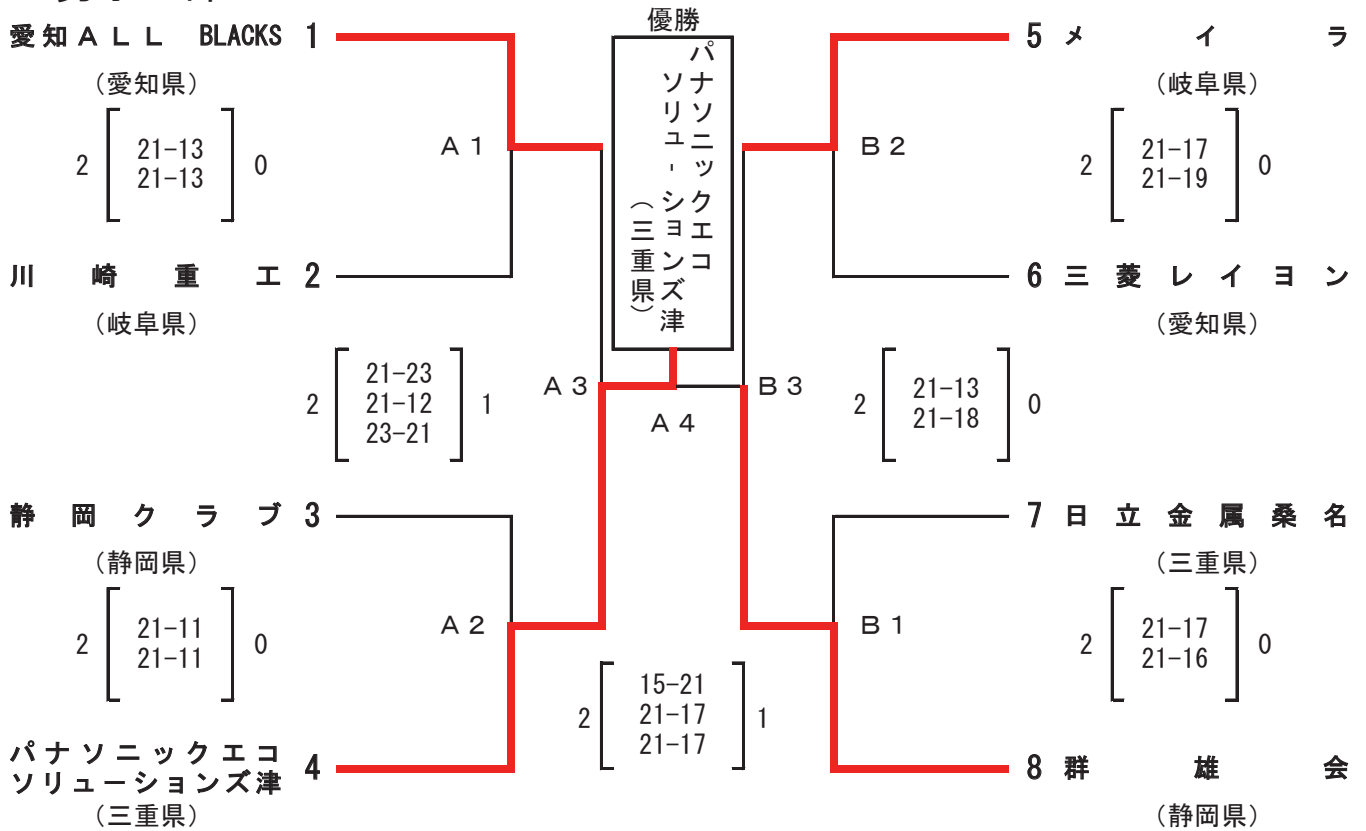 優勝
愛知ＡＬＬ BLACKS 1
（愛知県）
2 21-13 0
21-13
A1
川崎重工 2
（岐阜県）
2 21-23 1
21-12
23-21
A3
静岡クラブ 3
（静岡県）
2 21-11 0
21-11
A2
パナソニックエコ
ソリューションズ津 4
（三重県）
パナソニックエコ
ソリューションズ津
（三重県）
A4
2 15-21 1
21-17
21-17
5 メイラ
（岐阜県）
B2
2 21-17 0
21-19
6 三菱レイヨン
（愛知県）
B3
2 21-13 0
21-18
7 日立金属桑名
（三重県）
B1
2 21-17 0
21-16
8 群雄会
（静岡県）